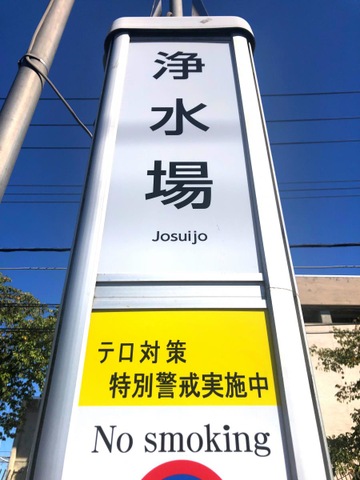 浄水場
Josuijo
テロ対策
特別警戒実施中
No smoking